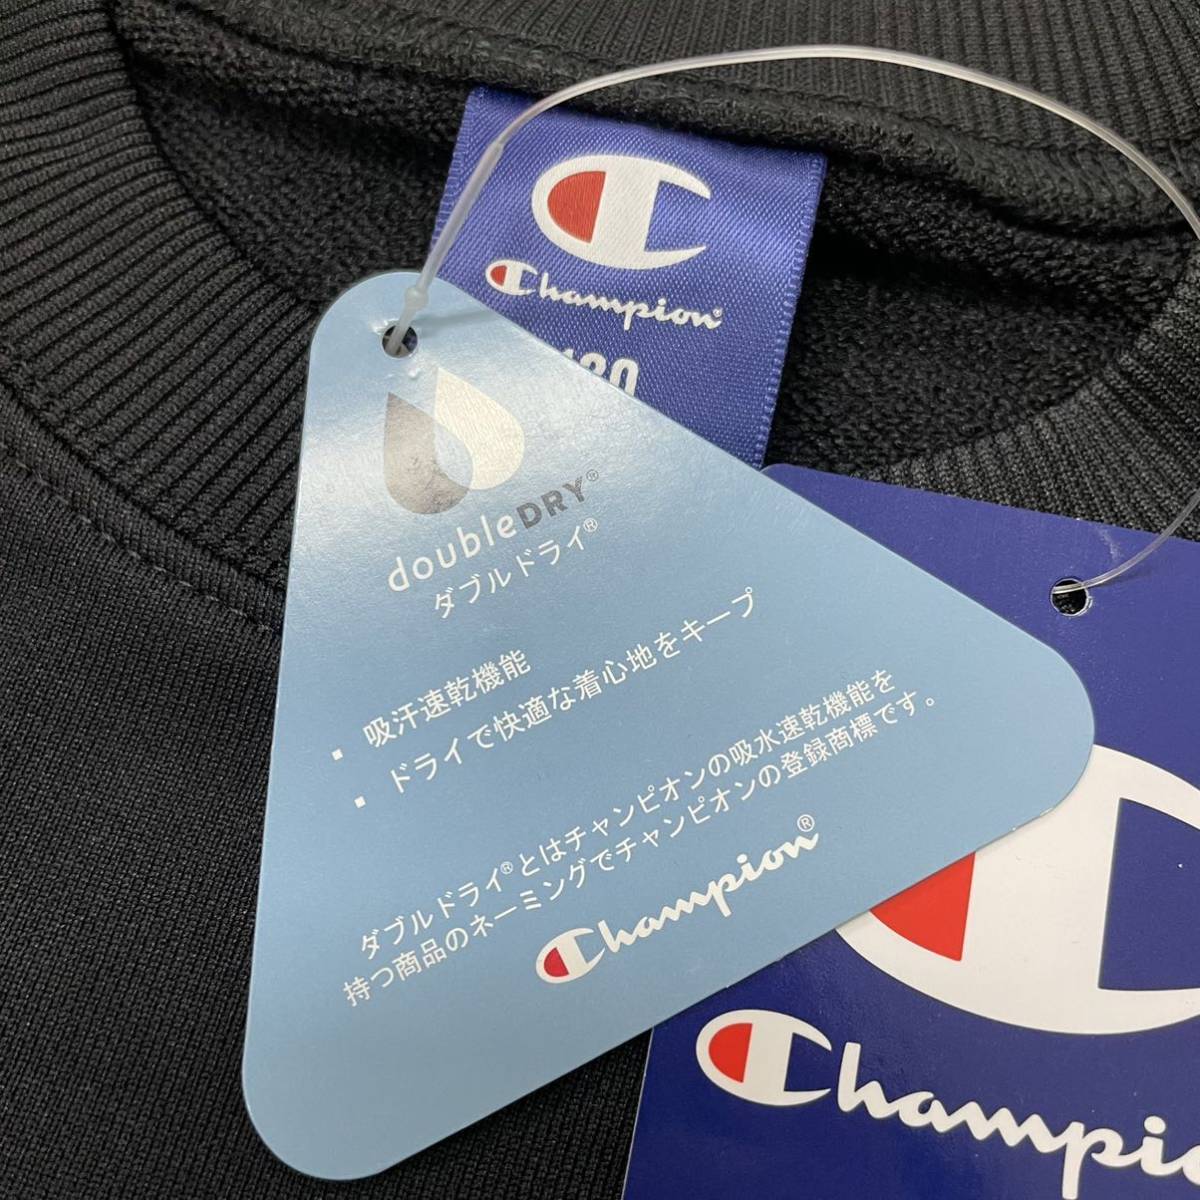 Champion®
doubleDRY®
ダブルドライ®
▪ 吸汗速乾機能
▪ ドライで快適な着心地をキープ
ダブルドライ®とはチャンピオンの吸水速乾機能を
持つ商品のネーミングでチャンピオンの登録商標です。
Champion®